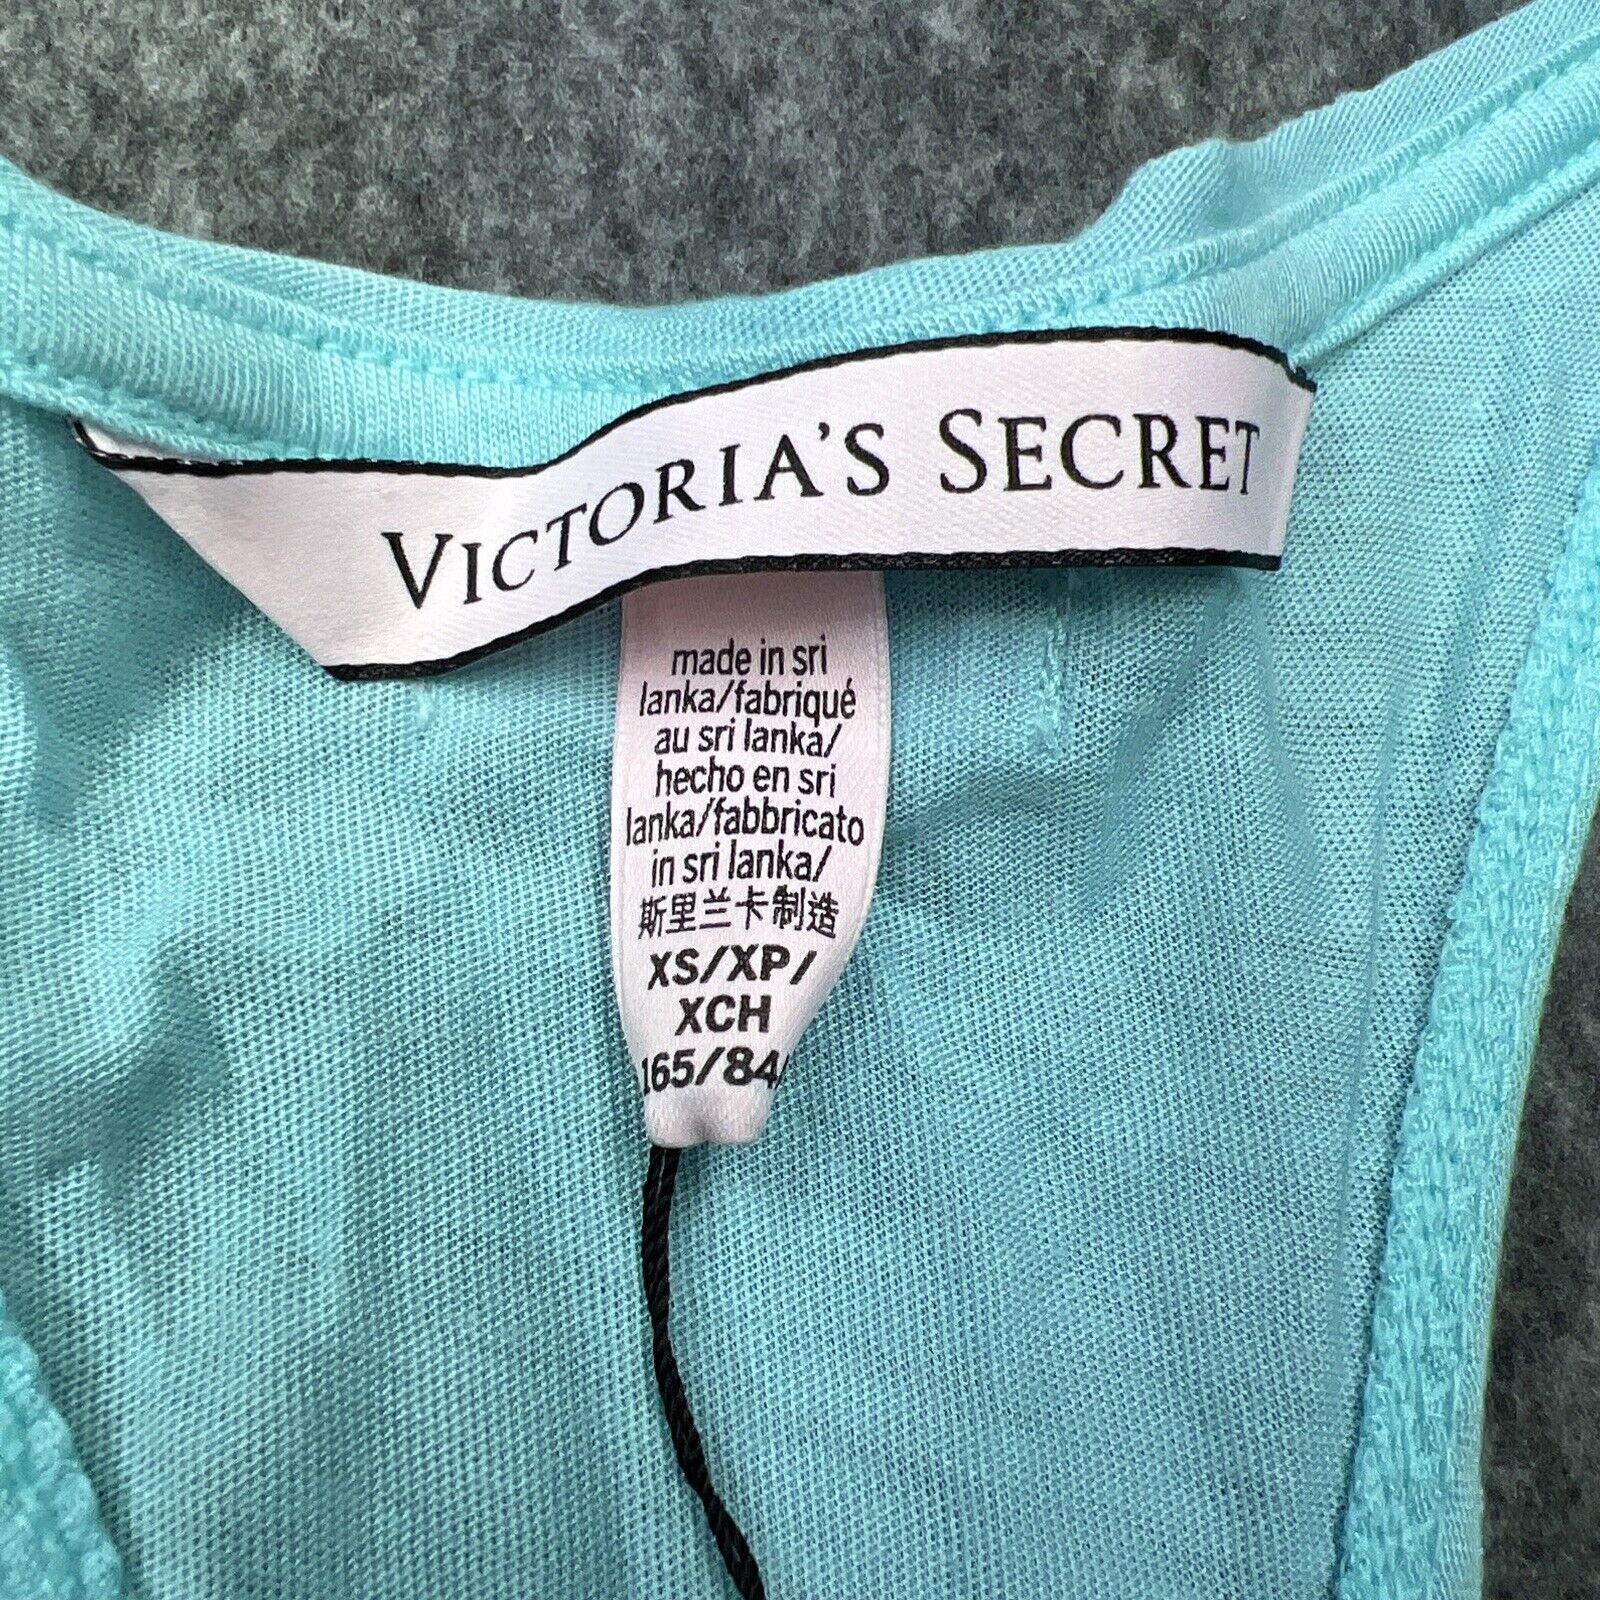 VICTORIA'S SECRET
made in sri
lanka/fabriqué
au sri lanka/
hecho en sri
lanka/fabbricato
in sri lanka/
斯里兰卡制造
XS/XP/
XCH
165/84